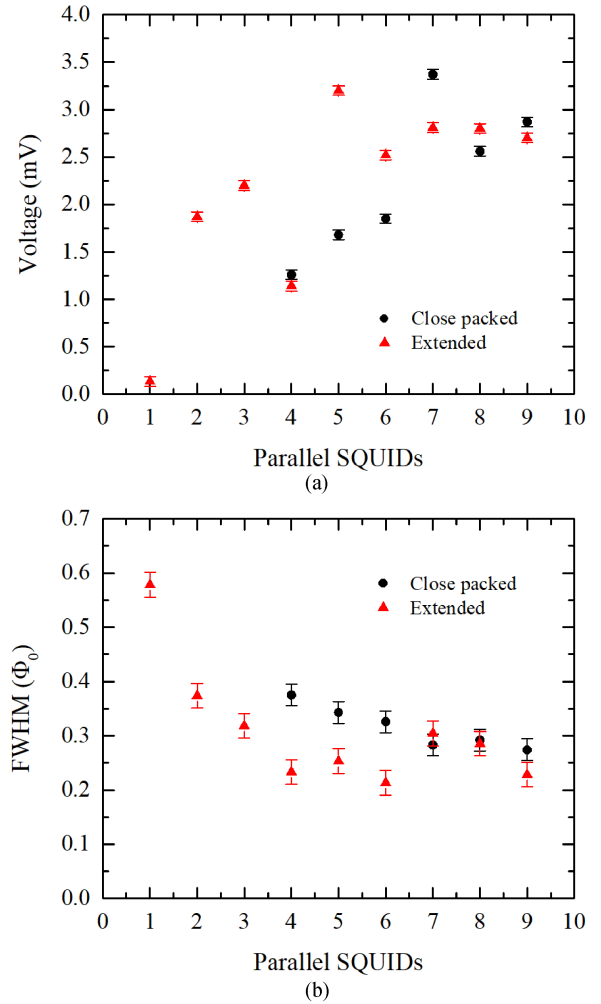 4.0
3.5
3.0
2.5
2.0
1.5
1.0
0.5
0.0
Voltage (mV)
Close packed
Extended
0 1 2 3 4 5 6 7 8 9 10
Parallel SQUIDs
(a)
0.7
0.6
0.5
0.4
0.3
0.2
0.1
0.0
FWHM (Φ₀)
Close packed
Extended
0 1 2 3 4 5 6 7 8 9 10
Parallel SQUIDs
(b)